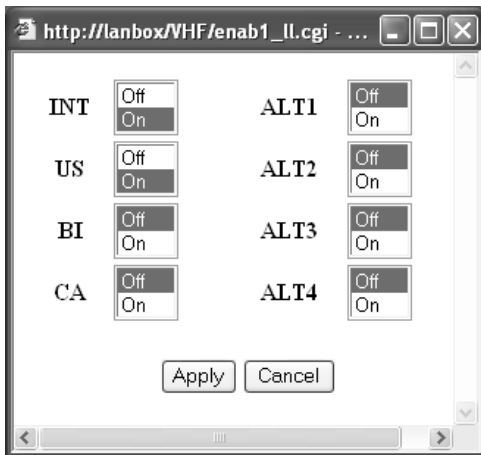 http://lanbox/VHF/enab1_ll.cgi - ...
INT Off On ALT1 Off On
US Off On ALT2 Off On
BI Off On ALT3 Off On
CA Off On ALT4 Off On
Apply Cancel